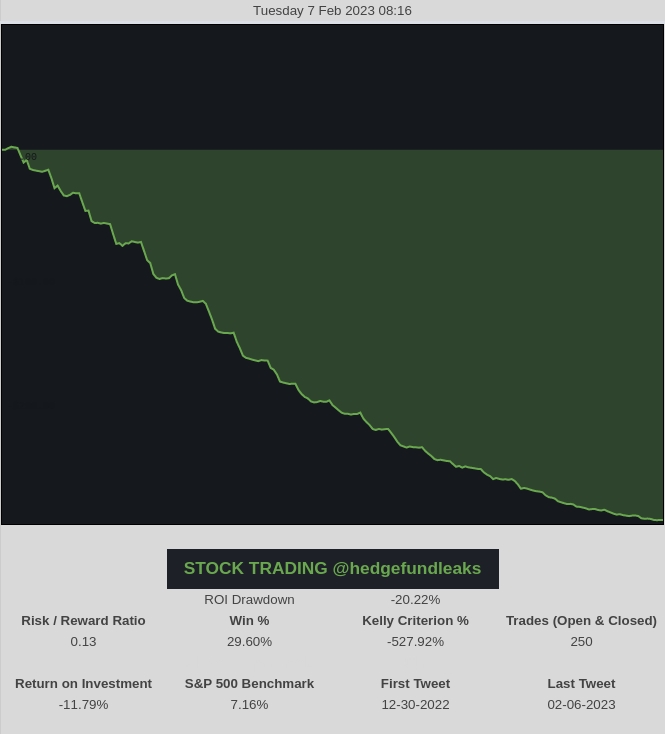 Tuesday 7 Feb 2023 08:16
STOCK TRADING @hedgefundleaks
ROI Drawdown -20.22%
Risk / Reward Ratio Win % Kelly Criterion % Trades (Open & Closed)
0.13 29.60% -527.92% 250
Return on Investment S&P 500 Benchmark First Tweet Last Tweet
-11.79% 7.16% 12-30-2022 02-06-2023